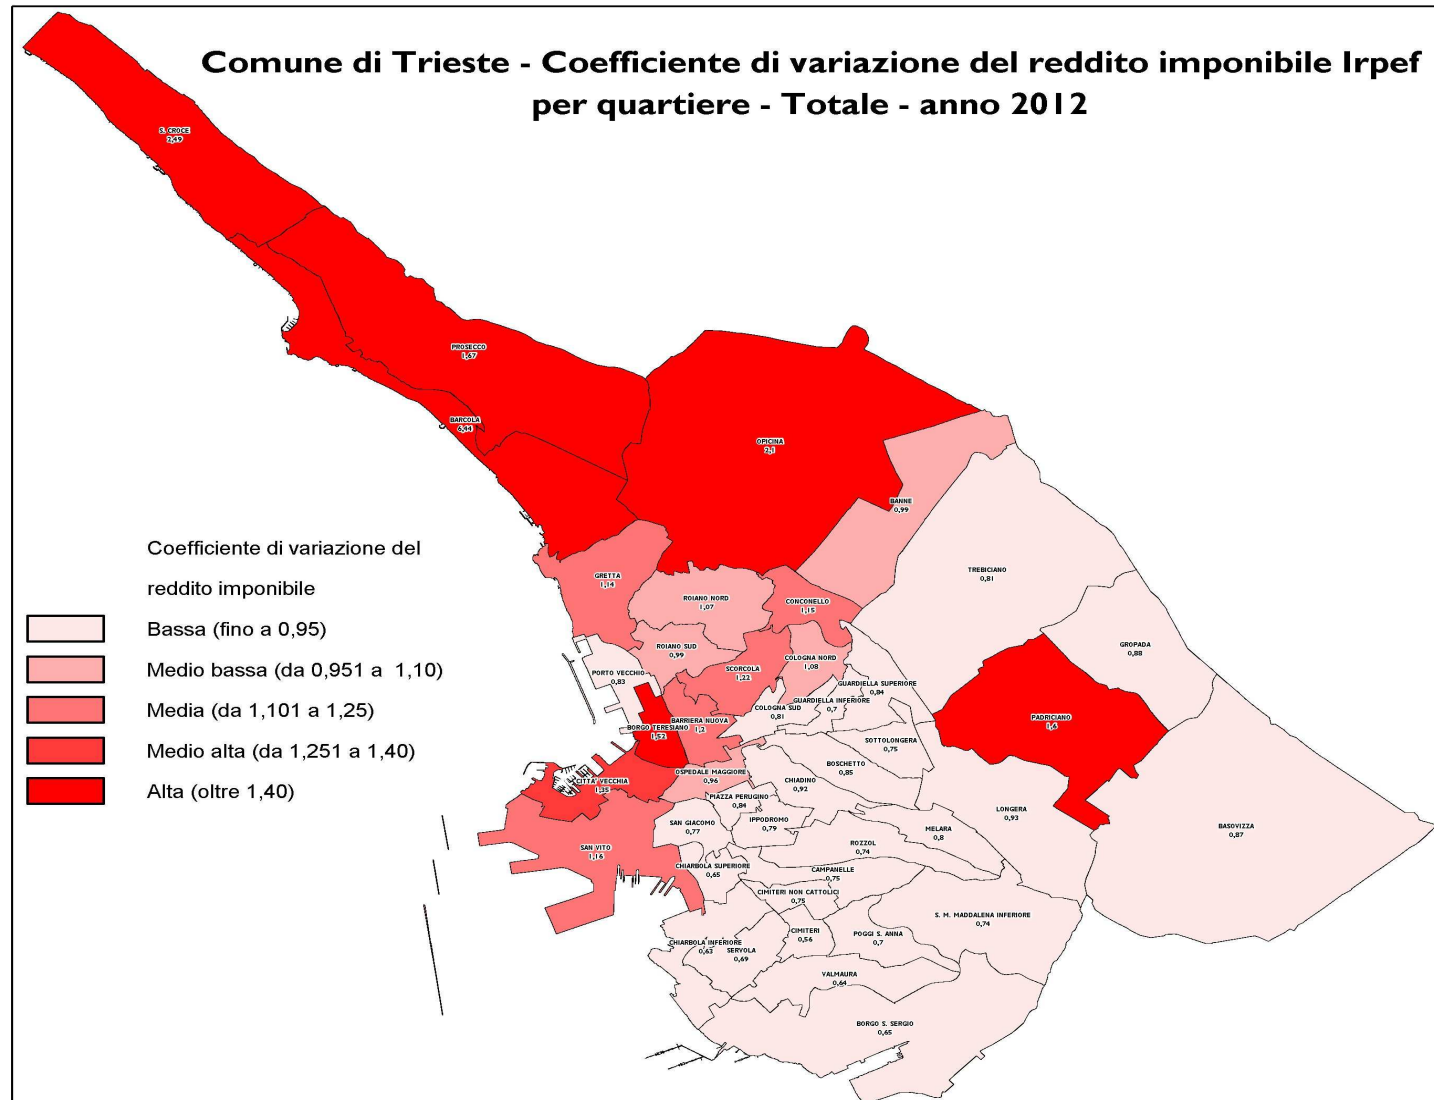 Comune di Trieste - Coefficiente di variazione del reddito imponibile Irpef
per quartiere - Totale - anno 2012
S. CROCE
2,49
PROSECCO
1,67
BARCOLA
6,44
OPICINA
2,1
BANNE
0,99
TREBICIANO
0,81
GROPADA
0,88
PADRICIANO
1,6
BASOVIZZA
0,87
LONGERA
0,93
GRETTA
1,14
ROIANO NORD
1,07
CONCONELLO
1,15
ROIANO SUD
0,99
SCORCOLA
1,22
COLOGNA NORD
1,08
PORTO VECCHIO
0,83
GUARDIELLA SUPERIORE
0,84
GUARDIELLA INFERIORE
0,7
COLOGNA SUD
0,81
BARRIERA NUOVA
1,2
BORGO TERESIANO
1,52
SOTTOLONGERA
0,75
BOSCHETTO
0,85
OSPEDALE MAGGIORE
0,96
CHIADINO
0,92
CITTA' VECCHIA
1,35
PIAZZA PERUGINO
0,84
IPPODROMO
0,79
SAN GIACOMO
0,77
MELARA
0,8
ROZZOL
0,74
SAN VITO
1,16
CHIARBOLA SUPERIORE
0,65
CAMPANELLE
0,75
CIMITERI NON CATTOLICI
0,75
S. M. MADDALENA INFERIORE
0,74
CIMITERI
0,56
POGGI S. ANNA
0,7
CHIARBOLA INFERIORE
0,63
SERVOLA
0,69
VALMAURA
0,64
BORGO S. SERGIO
0,65
Coefficiente di variazione del
reddito imponibile
Bassa (fino a 0,95)
Medio bassa (da 0,951 a 1,10)
Media (da 1,101 a 1,25)
Medio alta (da 1,251 a 1,40)
Alta (oltre 1,40)